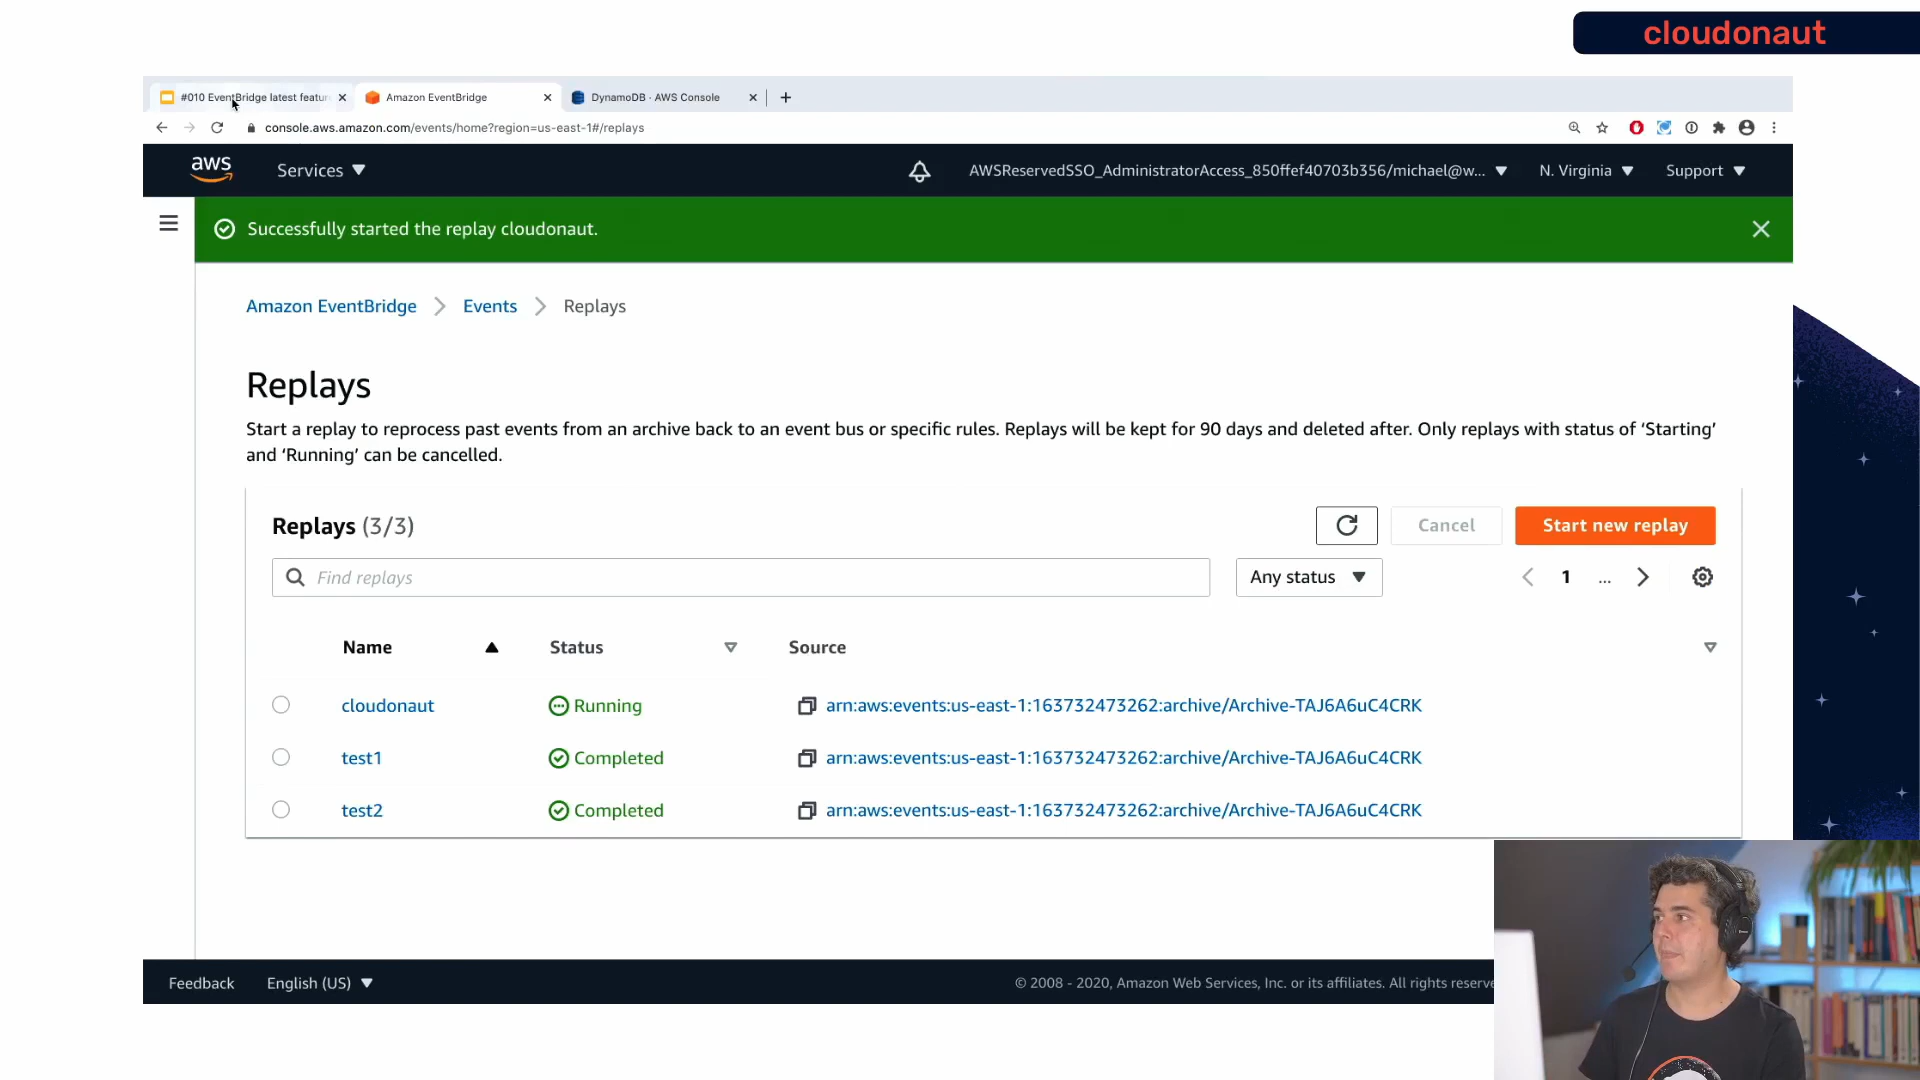 cloudonaut
#010 EventBridge latest featur
Amazon EventBridge
DynamoDB · AWS Console
console.aws.amazon.com/events/home?region=us-east-1#/replays
aws
Services
AWSReservedSSO_AdministratorAccess_850ffef40703b356/michael@w...
N. Virginia
Support
Successfully started the replay cloudonaut.
Amazon EventBridge
Events
Replays
Replays
Start a replay to reprocess past events from an archive back to an event bus or specific rules. Replays will be kept for 90 days and deleted after. Only replays with status of ‘Starting’
and ‘Running’ can be cancelled.
Replays (3/3)
Cancel
Start new replay
Find replays
Any status
1
...
Name
Status
Source
cloudonaut
Running
arn:aws:events:us-east-1:163732473262:archive/Archive-TAJ6A6uC4CRK
test1
Completed
arn:aws:events:us-east-1:163732473262:archive/Archive-TAJ6A6uC4CRK
test2
Completed
arn:aws:events:us-east-1:163732473262:archive/Archive-TAJ6A6uC4CRK
Feedback
English (US)
© 2008 - 2020, Amazon Web Services, Inc. or its affiliates. All rights reserve